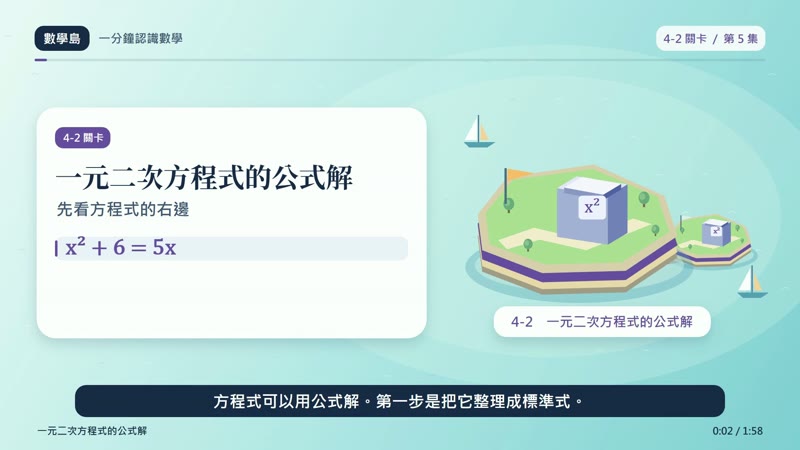 數學島
一分鐘認識數學
4-2 關卡 / 第 5 集
4-2 關卡
一元二次方程式的公式解
先看方程式的右邊
x² + 6 = 5x
x²
x²
4-2 一元二次方程式的公式解
方程式可以用公式解。第一步是把它整理成標準式。
一元二次方程式的公式解
0:02 / 1:58